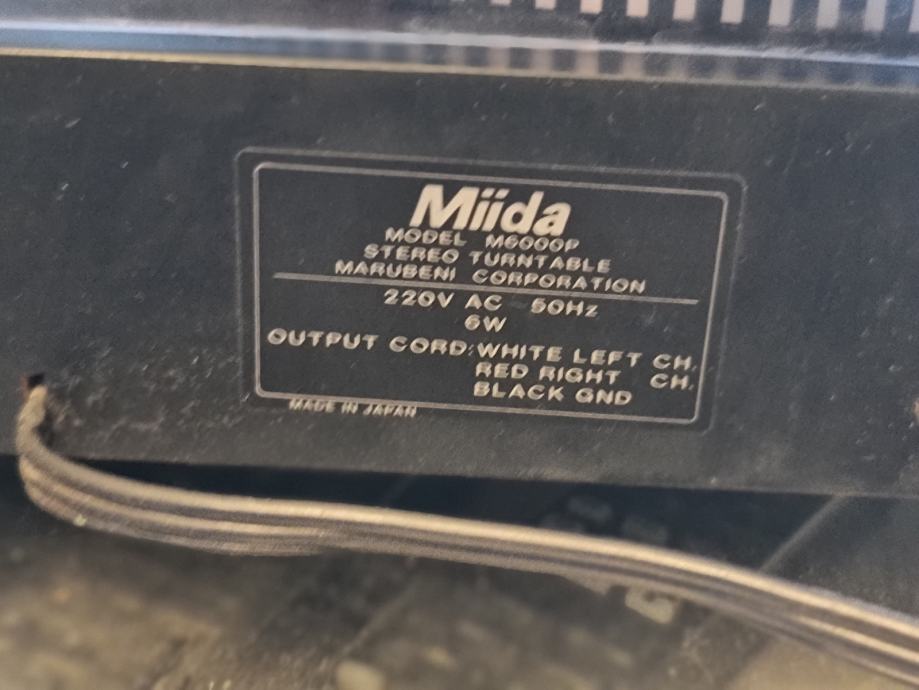 Miida
MODEL M6000P
STEREO TURNTABLE
MARUBENI CORPORATION
220V AC 50Hz
6W
OUTPUT CORD:WHITE LEFT CH.
RED RIGHT CH.
BLACK GND
MADE IN JAPAN